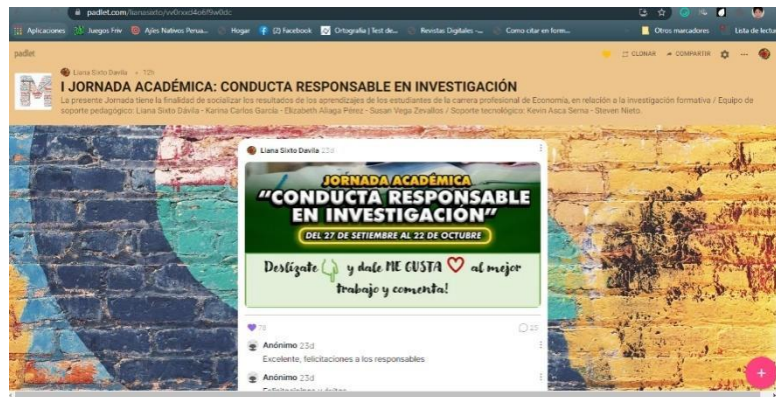 padlet.com/lianasixto/vv0rxxd4o6f9w0dc
Aplicaciones Juegos Friv Ajíes Nativos Perua... Hogar (2) Facebook Ortografía | Test de... Revistas Digitales -... Como citar en form... Otros marcadores Lista de lectur
padlet
CLONAR COMPARTIR
Liana Sixto Dávila 12h
I JORNADA ACADÉMICA: CONDUCTA RESPONSABLE EN INVESTIGACIÓN
La presente Jornada tiene la finalidad de socializar los resultados de los aprendizajes de los estudiantes de la carrera profesional de Economía, en relación a la investigación formativa / Equipo de
soporte pedagógico: Liana Sixto Dávila - Karina Carlos García - Elizabeth Aliaga Pérez - Susan Vega Zevallos / Soporte tecnológico: Kevin Asca Serna - Steven Nieto.
Liana Sixto Davila 23d
JORNADA ACADÉMICA
"CONDUCTA RESPONSABLE
EN INVESTIGACIÓN"
DEL 27 DE SETIEMBRE AL 22 DE OCTUBRE
Deslízate y dale ME GUSTA al mejor
trabajo y comenta!
25
Anónimo 23d
Excelente, felicitaciones a los responsables
Anónimo 23d